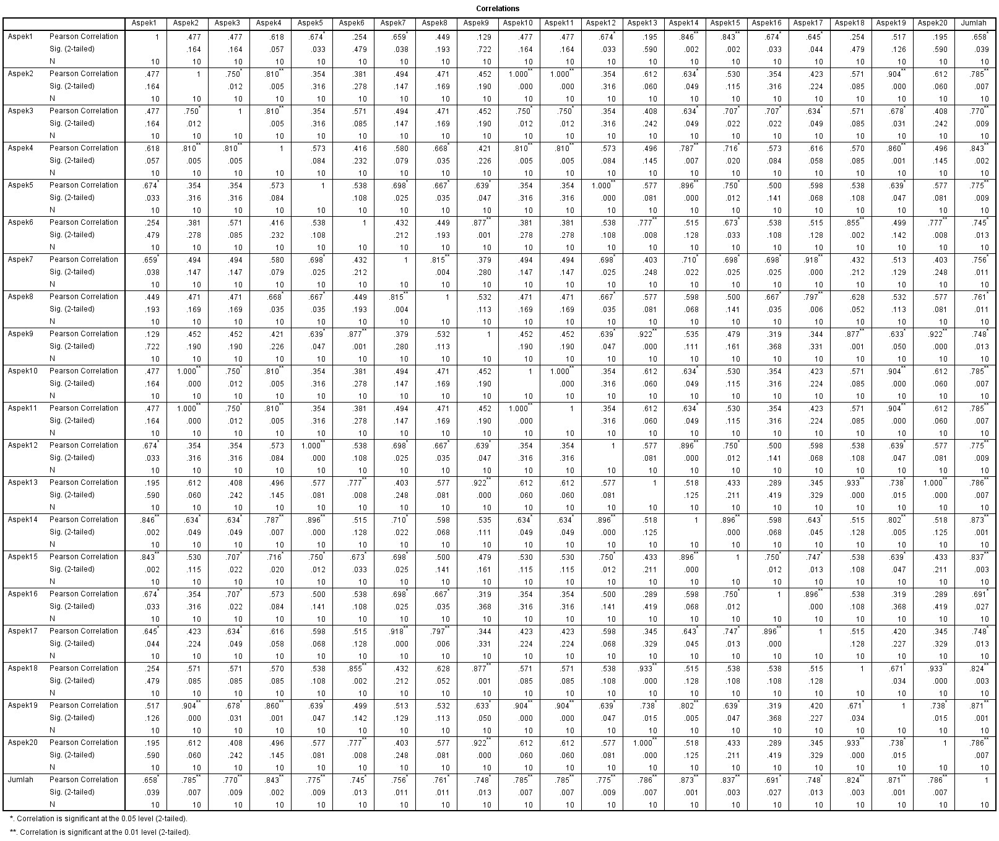 Correlations
Aspek1 Aspek2 Aspek3 Aspek4 Aspek5 Aspek6 Aspek7 Aspek8 Aspek9 Aspek10 Aspek11 Aspek12 Aspek13 Aspek14 Aspek15 Aspek16 Aspek17 Aspek18 Aspek19 Aspek20 Jumlah
Aspek1 Pearson Correlation 1 .477 .477 .618 .674* .254 .659* .449 .129 .477 .477 .674* .195 .846** .843** .674* .645* .254 .517 .195 .658*
Sig. (2-tailed) .164 .164 .057 .033 .479 .038 .193 .722 .164 .164 .033 .590 .002 .002 .033 .044 .479 .126 .590 .039
N 10 10 10 10 10 10 10 10 10 10 10 10 10 10 10 10 10 10 10 10 10
Aspek2 Pearson Correlation .477 1 .750* .810** .354 .381 .494 .471 .452 1.000** 1.000** .354 .612 .634* .530 .354 .423 .571 .904** .612 .785**
Sig. (2-tailed) .164 .012 .005 .316 .278 .147 .169 .190 .000 .000 .316 .060 .049 .115 .316 .224 .085 .000 .060 .007
N 10 10 10 10 10 10 10 10 10 10 10 10 10 10 10 10 10 10 10 10 10
Aspek3 Pearson Correlation .477 .750* 1 .810** .354 .571 .494 .471 .452 .750* .750* .354 .408 .634* .707* .707* .634* .571 .678* .408 .770**
Sig. (2-tailed) .164 .012 .005 .316 .085 .147 .169 .190 .012 .012 .316 .242 .049 .022 .022 .049 .085 .031 .242 .009
N 10 10 10 10 10 10 10 10 10 10 10 10 10 10 10 10 10 10 10 10 10
Aspek4 Pearson Correlation .618 .810** .810** 1 .573 .416 .580 .668* .421 .810** .810** .573 .496 .787** .716* .573 .616 .570 .860** .496 .843**
Sig. (2-tailed) .057 .005 .005 .084 .232 .079 .035 .226 .005 .005 .084 .145 .007 .020 .084 .058 .085 .001 .145 .002
N 10 10 10 10 10 10 10 10 10 10 10 10 10 10 10 10 10 10 10 10 10
Aspek5 Pearson Correlation .674* .354 .354 .573 1 .538 .698* .667* .639* .354 .354 1.000** .577 .896** .750* .500 .598 .538 .639* .577 .775**
Sig. (2-tailed) .033 .316 .316 .084 .108 .025 .035 .047 .316 .316 .000 .081 .000 .012 .141 .068 .108 .047 .081 .009
N 10 10 10 10 10 10 10 10 10 10 10 10 10 10 10 10 10 10 10 10 10
Aspek6 Pearson Correlation .254 .381 .571 .416 .538 1 .432 .449 .877** .381 .381 .538 .777** .515 .673* .538 .515 .855** .499 .777** .745*
Sig. (2-tailed) .479 .278 .085 .232 .108 .212 .193 .001 .278 .278 .108 .008 .128 .033 .108 .128 .002 .142 .008 .013
N 10 10 10 10 10 10 10 10 10 10 10 10 10 10 10 10 10 10 10 10 10
Aspek7 Pearson Correlation .659* .494 .494 .580 .698* .432 1 .815** .379 .494 .494 .698* .403 .710* .698* .698* .918** .432 .513 .403 .756*
Sig. (2-tailed) .038 .147 .147 .079 .025 .212 .004 .280 .147 .147 .025 .248 .022 .025 .025 .000 .212 .129 .248 .011
N 10 10 10 10 10 10 10 10 10 10 10 10 10 10 10 10 10 10 10 10 10
Aspek8 Pearson Correlation .449 .471 .471 .668* .667* .449 .815** 1 .532 .471 .471 .667* .577 .598 .500 .667* .797** .628 .532 .577 .761*
Sig. (2-tailed) .193 .169 .169 .035 .035 .193 .004 .113 .169 .169 .035 .081 .068 .141 .035 .006 .052 .113 .081 .011
N 10 10 10 10 10 10 10 10 10 10 10 10 10 10 10 10 10 10 10 10 10
Aspek9 Pearson Correlation .129 .452 .452 .421 .639* .877** .379 .532 1 .452 .452 .639* .922** .535 .479 .319 .344 .877** .633* .922** .748*
Sig. (2-tailed) .722 .190 .190 .226 .047 .001 .280 .113 .190 .190 .047 .000 .111 .161 .368 .331 .001 .050 .000 .013
N 10 10 10 10 10 10 10 10 10 10 10 10 10 10 10 10 10 10 10 10 10
Aspek10 Pearson Correlation .477 1.000** .750* .810** .354 .381 .494 .471 .452 1 1.000** .354 .612 .634* .530 .354 .423 .571 .904** .612 .785**
Sig. (2-tailed) .164 .000 .012 .005 .316 .278 .147 .169 .190 .000 .316 .060 .049 .115 .316 .224 .085 .000 .060 .007
N 10 10 10 10 10 10 10 10 10 10 10 10 10 10 10 10 10 10 10 10 10
Aspek11 Pearson Correlation .477 1.000** .750* .810** .354 .381 .494 .471 .452 1.000** 1 .354 .612 .634* .530 .354 .423 .571 .904** .612 .785**
Sig. (2-tailed) .164 .000 .012 .005 .316 .278 .147 .169 .190 .000 .316 .060 .049 .115 .316 .224 .085 .000 .060 .007
N 10 10 10 10 10 10 10 10 10 10 10 10 10 10 10 10 10 10 10 10 10
Aspek12 Pearson Correlation .674* .354 .354 .573 1.000** .538 .698* .667* .639* .354 .354 1 .577 .896** .750* .500 .598 .538 .639* .577 .775**
Sig. (2-tailed) .033 .316 .316 .084 .000 .108 .025 .035 .047 .316 .316 .081 .000 .012 .141 .068 .108 .047 .081 .009
N 10 10 10 10 10 10 10 10 10 10 10 10 10 10 10 10 10 10 10 10 10
Aspek13 Pearson Correlation .195 .612 .408 .496 .577 .777** .403 .577 .922** .612 .612 .577 1 .518 .433 .289 .345 .933** .738* 1.000** .786**
Sig. (2-tailed) .590 .060 .242 .145 .081 .008 .248 .081 .000 .060 .060 .081 .125 .211 .419 .329 .000 .015 .000 .007
N 10 10 10 10 10 10 10 10 10 10 10 10 10 10 10 10 10 10 10 10 10
Aspek14 Pearson Correlation .846** .634* .634* .787** .896** .515 .710* .598 .535 .634* .634* .896** .518 1 .896** .598 .643* .515 .802** .518 .873**
Sig. (2-tailed) .002 .049 .049 .007 .000 .128 .022 .068 .111 .049 .049 .000 .125 .000 .068 .045 .128 .005 .125 .001
N 10 10 10 10 10 10 10 10 10 10 10 10 10 10 10 10 10 10 10 10 10
Aspek15 Pearson Correlation .843** .530 .707* .716* .750* .673* .698* .500 .479 .530 .530 .750* .433 .896** 1 .750* .747* .538 .639* .433 .837**
Sig. (2-tailed) .002 .115 .022 .020 .012 .033 .025 .141 .161 .115 .115 .012 .211 .000 .012 .013 .108 .047 .211 .003
N 10 10 10 10 10 10 10 10 10 10 10 10 10 10 10 10 10 10 10 10 10
Aspek16 Pearson Correlation .674* .354 .707* .573 .500 .538 .698* .667* .319 .354 .354 .500 .289 .598 .750* 1 .896** .538 .319 .289 .691*
Sig. (2-tailed) .033 .316 .022 .084 .141 .108 .025 .035 .368 .316 .316 .141 .419 .068 .012 .000 .108 .368 .419 .027
N 10 10 10 10 10 10 10 10 10 10 10 10 10 10 10 10 10 10 10 10 10
Aspek17 Pearson Correlation .645* .423 .634* .616 .598 .515 .918** .797** .344 .423 .423 .598 .345 .643* .747* .896** 1 .515 .420 .345 .748*
Sig. (2-tailed) .044 .224 .049 .058 .068 .128 .000 .006 .331 .224 .224 .068 .329 .045 .013 .000 .128 .227 .329 .013
N 10 10 10 10 10 10 10 10 10 10 10 10 10 10 10 10 10 10 10 10 10
Aspek18 Pearson Correlation .254 .571 .571 .570 .538 .855** .432 .628 .877** .571 .571 .538 .933** .515 .538 .538 .515 1 .671* .933** .824**
Sig. (2-tailed) .479 .085 .085 .085 .108 .002 .212 .052 .001 .085 .085 .108 .000 .128 .108 .108 .128 .034 .000 .003
N 10 10 10 10 10 10 10 10 10 10 10 10 10 10 10 10 10 10 10 10 10
Aspek19 Pearson Correlation .517 .904** .678* .860** .639* .499 .513 .532 .633* .904** .904** .639* .738* .802** .639* .319 .420 .671* 1 .738* .871**
Sig. (2-tailed) .126 .000 .031 .001 .047 .142 .129 .113 .050 .000 .000 .047 .015 .005 .047 .368 .227 .034 .015 .001
N 10 10 10 10 10 10 10 10 10 10 10 10 10 10 10 10 10 10 10 10 10
Aspek20 Pearson Correlation .195 .612 .408 .496 .577 .777** .403 .577 .922** .612 .612 .577 1.000** .518 .433 .289 .345 .933** .738* 1 .786**
Sig. (2-tailed) .590 .060 .242 .145 .081 .008 .248 .081 .000 .060 .060 .081 .000 .125 .211 .419 .329 .000 .015 .007
N 10 10 10 10 10 10 10 10 10 10 10 10 10 10 10 10 10 10 10 10 10
Jumlah Pearson Correlation .658* .785** .770** .843** .775** .745* .756* .761* .748* .785** .785** .775** .786** .873** .837** .691* .748* .824** .871** .786** 1
Sig. (2-tailed) .039 .007 .009 .002 .009 .013 .011 .011 .013 .007 .007 .009 .007 .001 .003 .027 .013 .003 .001 .007
N 10 10 10 10 10 10 10 10 10 10 10 10 10 10 10 10 10 10 10 10 10
*. Correlation is significant at the 0.05 level (2-tailed).
**. Correlation is significant at the 0.01 level (2-tailed).